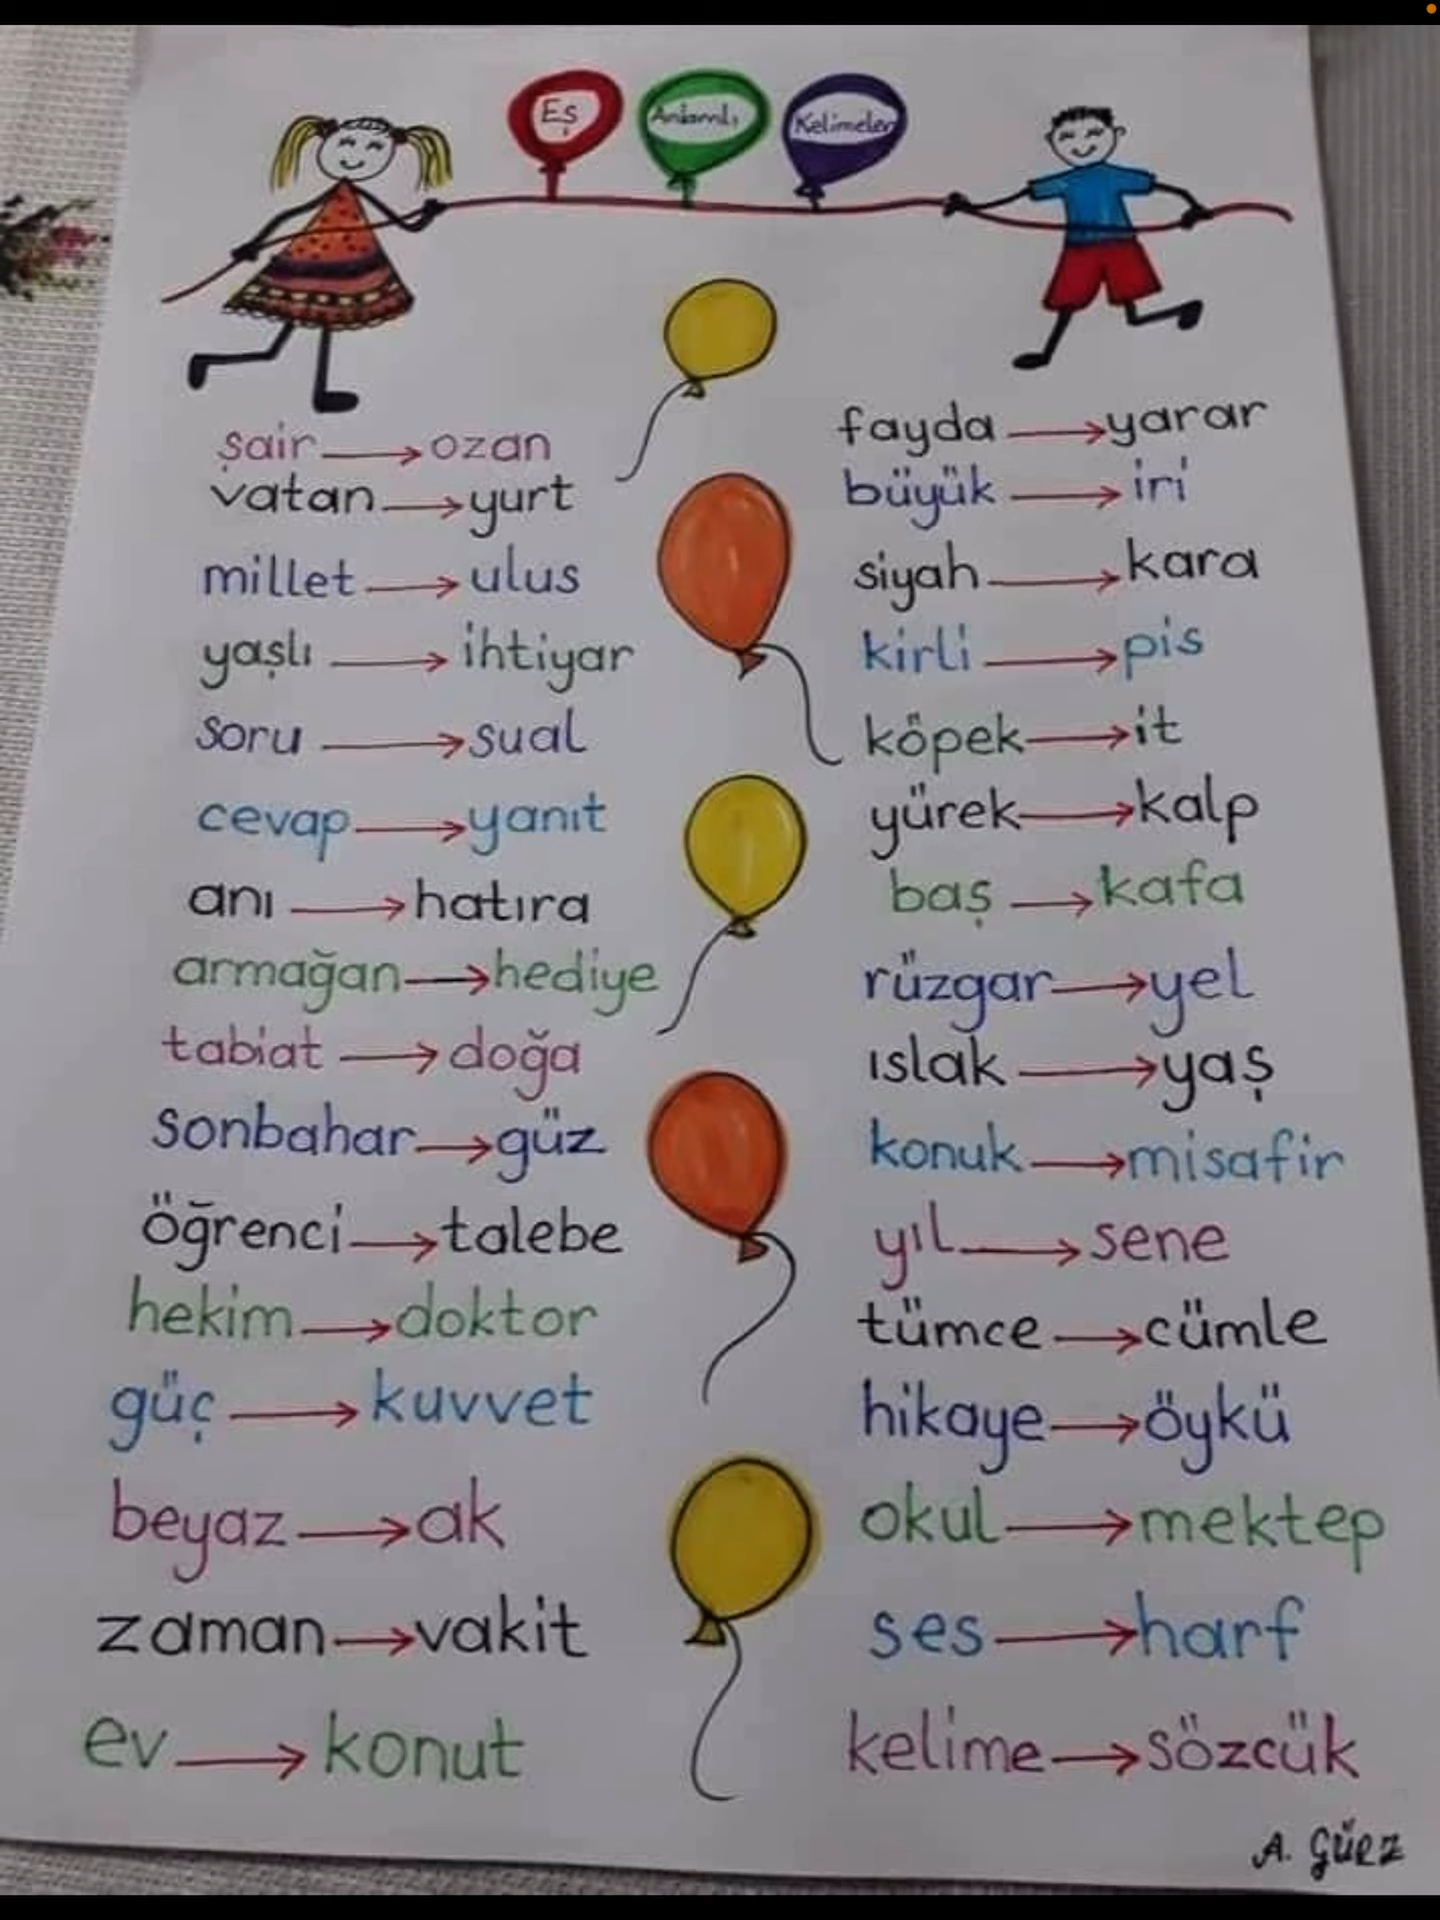 Eş Anlamlı Kelimeler
şair → ozan
vatan → yurt
millet → ulus
yaşlı → ihtiyar
soru → sual
cevap → yanıt
anı → hatıra
armağan → hediye
tabiat → doğa
sonbahar → güz
öğrenci → talebe
hekim → doktor
güç → kuvvet
beyaz → ak
zaman → vakit
ev → konut
fayda → yarar
büyük → iri
siyah → kara
kirli → pis
köpek → it
yürek → kalp
baş → kafa
rüzgar → yel
ıslak → yaş
konuk → misafir
yıl → sene
tümce → cümle
hikaye → öykü
okul → mektep
ses → harf
kelime → sözcük
A. GÜRZ